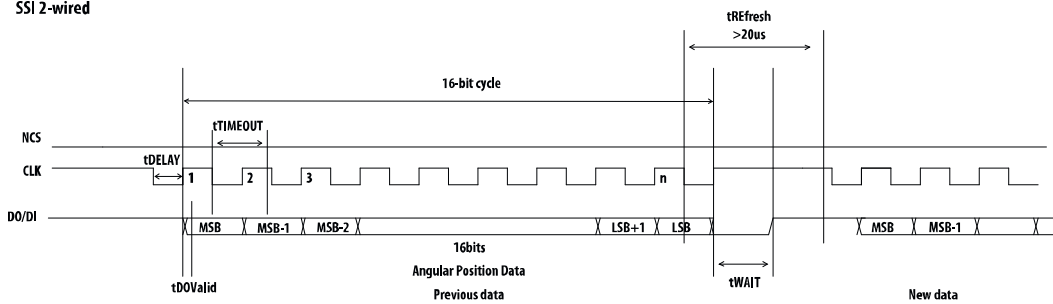 SSI 2-wired
tREfresh
>20us
16-bit cycle
tTIMEOUT
NCS
tDELAY
CLK
1
2
3
n
DO/DI
MSB
MSB-1
MSB-2
LSB+1
LSB
MSB
MSB-1
16bits
tWAIT
Angular Position Data
tDOValid
Previous data
New data